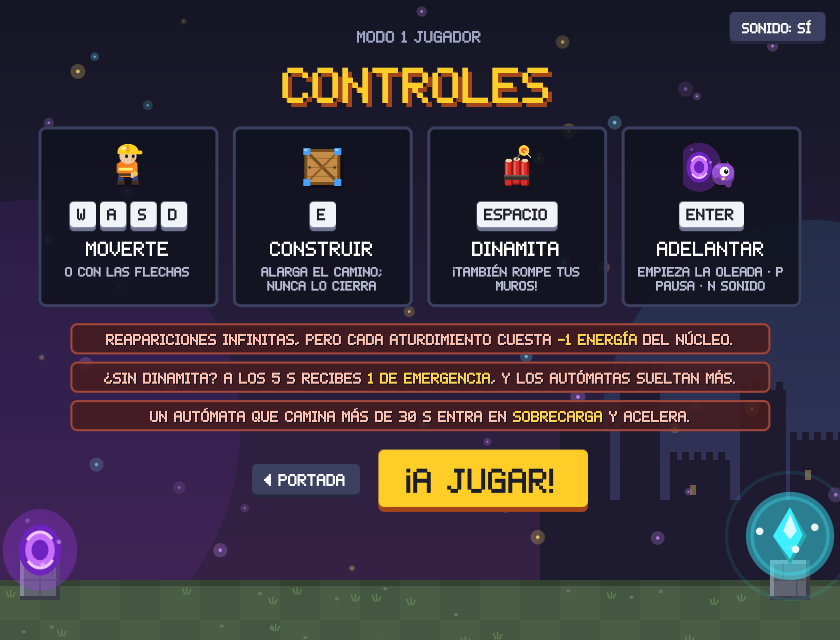 MODO 1 JUGADOR
SONIDO: SÍ
CONTROLES
W A S D
MOVERTE
O CON LAS FLECHAS
E
CONSTRUIR
ALARGA EL CAMINO;
NUNCA LO CIERRA
ESPACIO
DINAMITA
¡TAMBIÉN ROMPE TUS
MUROS!
ENTER
ADELANTAR
EMPIEZA LA OLEADA · P
PAUSA · N SONIDO
REAPARICIONES INFINITAS, PERO CADA ATURDIMIENTO CUESTA -1 ENERGÍA DEL NÚCLEO.
¿SIN DINAMITA? A LOS 5 S RECIBES 1 DE EMERGENCIA, Y LOS AUTÓMATAS SUELTAN MÁS.
UN AUTÓMATA QUE CAMINA MÁS DE 30 S ENTRA EN SOBRECARGA Y ACELERA.
PORTADA
¡A JUGAR!